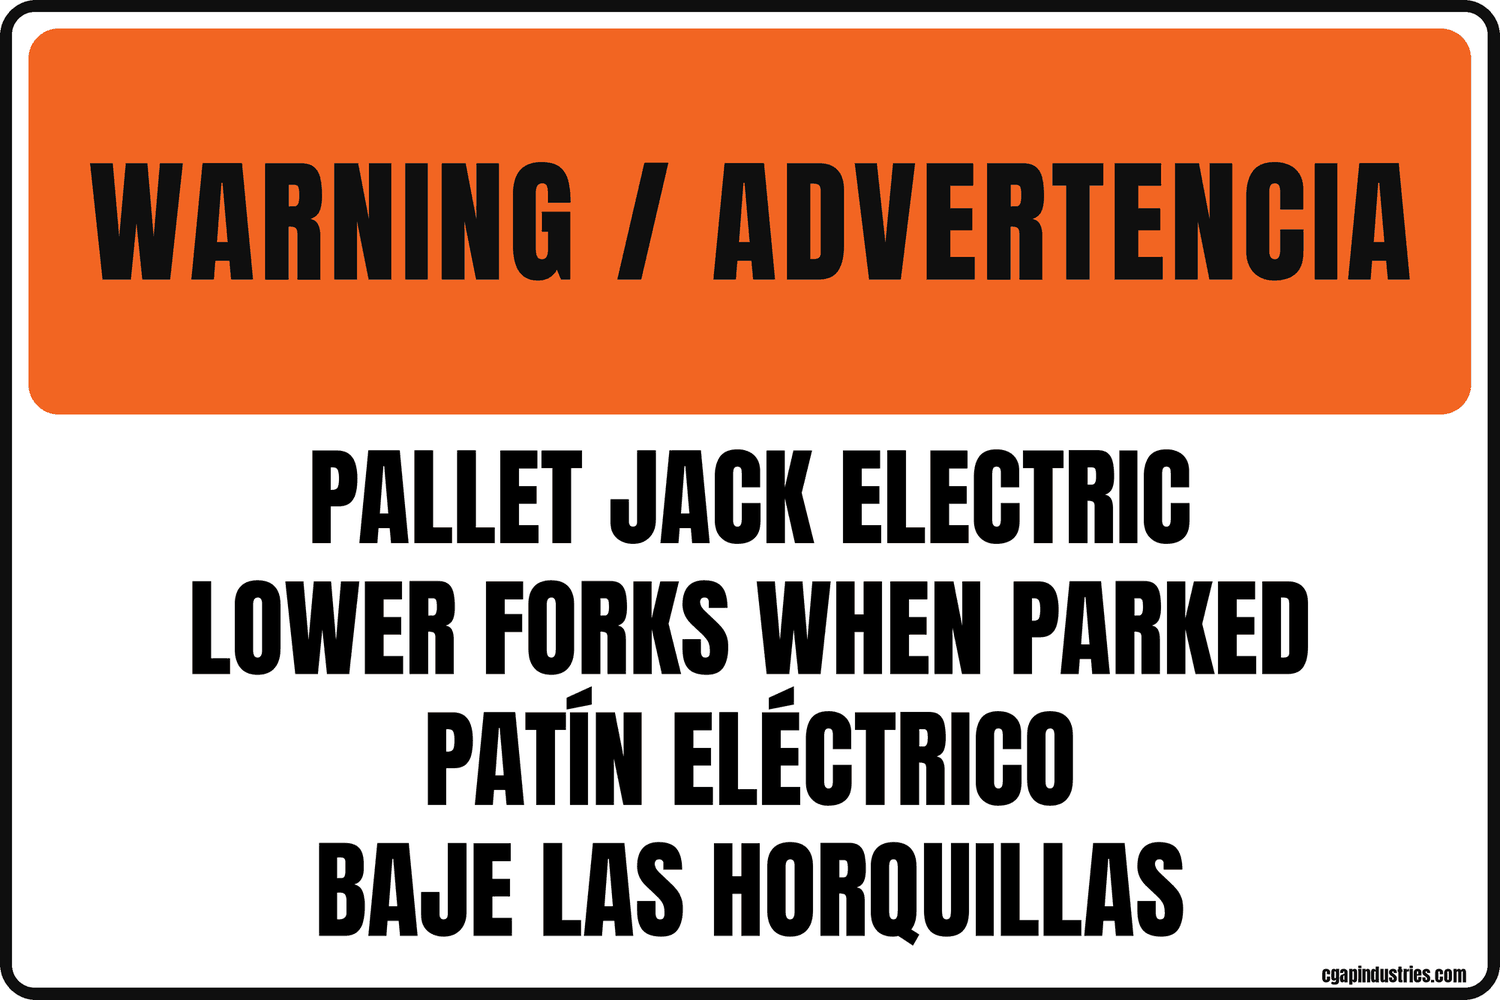 WARNING / ADVERTENCIA
PALLET JACK ELECTRIC
LOWER FORKS WHEN PARKED
PATÍN ELÉCTRICO
BAJE LAS HORQUILLAS
cgapindustries.com